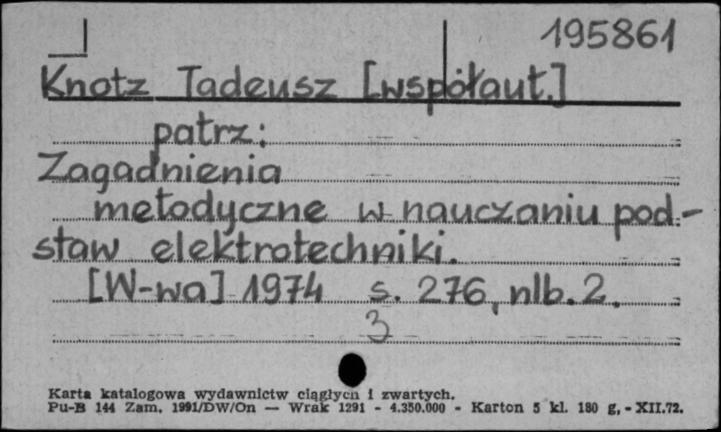 195861
Knotz Tadeusz [współaut.]
patrz:
Zagadnienia
metodyczne w nauczaniu pod-
staw elektrotechniki.
[W-wa] 1974 s. 276, nlb. 2.
3
Karta katalogowa wydawnictw ciągłych i zwartych.
Pu-B 144 Zam. 1991/DW/On — Wrak 1291 - 4.350.000 - Karton 5 kl. 180 g, - XII.72.